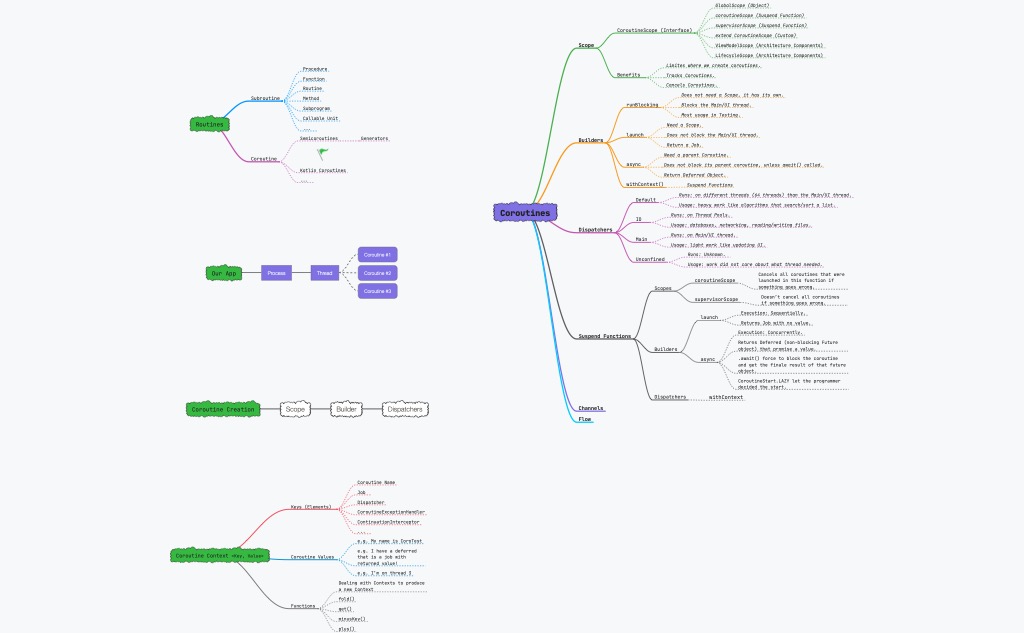 Routines
Subroutine
Procedure
Function
Routine
Method
Subprogram
Callable Unit
....
Coroutine
Semicoroutines
Generators
Kotlin Coroutines
....
Our App
Process
Thread
Coroutine #1
Coroutine #2
Coroutine #3
Coroutine Creation
Scope
Builder
Dispatchers
Coroutine Context <Key, Value>
Keys (Elements)
Coroutine Name
Job
Dispatcher
CoroutineExceptionHandler
ContinuationInterceptor
.....
Coroutine Values
e.g. My name is CoroTest
e.g. I have a deferred
that is a job with
returned value!
e.g. I'm on thread 3
Functions
Dealing with Contexts to produce
a new Context
fold()
get()
minusKey()
plus()
Coroutines
Scope
CoroutineScope (Interface)
GlobalScope (Object)
coroutineScope (Suspend Function)
supervisorScope (Suspend Function)
extend CoroutineScope (Custom)
ViewModelScope (Architecture Components)
LifecycleScope (Architecture Components)
Benefits
Limites where we create coroutines.
Tracks Coroutines.
Cancels Coroutines.
Builders
runBlocking
Does not need a Scope, it has its own.
Blocks the Main/UI thread.
Most usage in Testing.
launch
Need a Scope.
Does not block the Main/UI thread.
Return a Job.
async
Need a parent Coroutine.
Does not block its parent coroutine, unless await() called.
Return Deferred Object.
withContext()
Suspend Functions
Dispatchers
Default
Runs: on different threads (64 threads) than the Main/UI thread.
Usage: heavy work like algorithms that search/sort a list.
IO
Runs: on Thread Pools.
Usage: databases, networking, reading/writing files.
Main
Runs: on Main/UI thread.
Usage: light work like updating UI.
Unconfined
Runs: Unknown.
Usage: work did not care about what thread needed.
Suspend Functions
Scopes
coroutineScope
Cancels all coroutines that were
launched in this function if
something goes wrong.
supervisorScope
Doesn't cancel all coroutines
if something goes wrong.
Builders
launch
Execution: Sequentially.
Returns Job with no value.
async
Execution: Concurrently.
Returns Deferred (non-blocking Future
object) that promise a value.
.await() force to block the coroutine
and get the finale result of that future
object.
CoroutineStart.LAZY let the programmer
decided the start.
Dispatchers
withContext
Channels
Flow